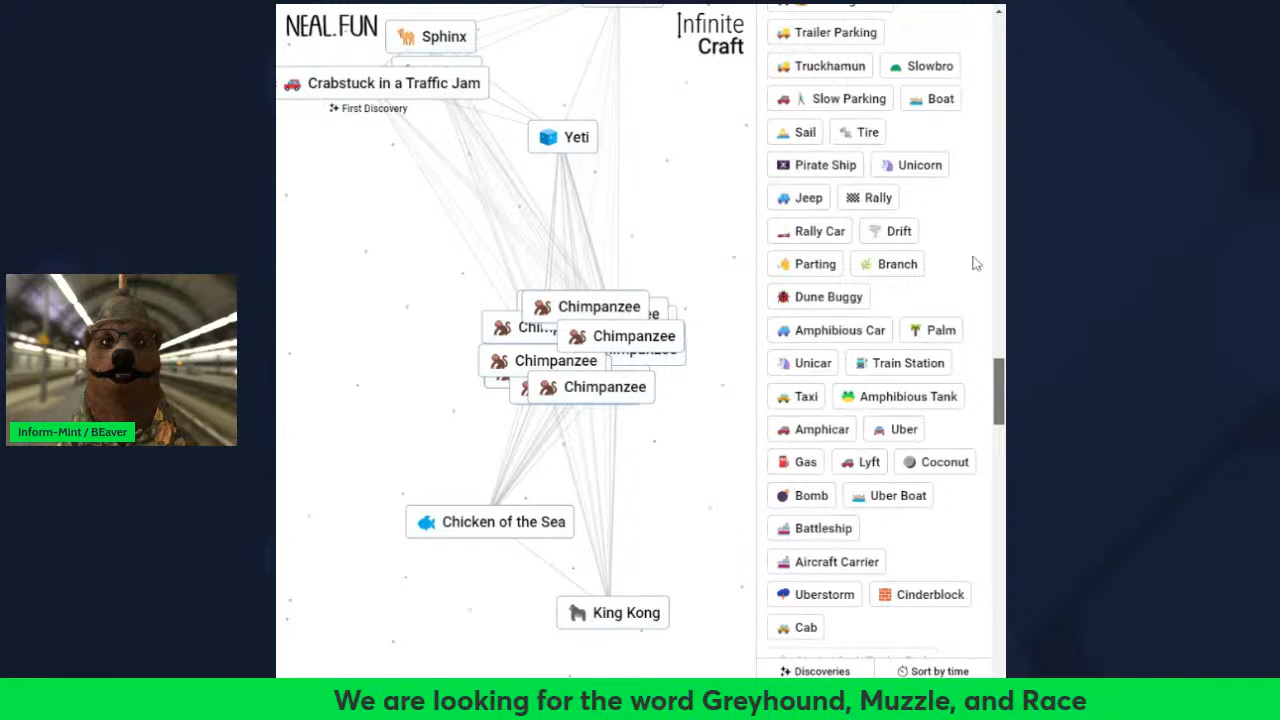 NEAL.FUN
Infinite
Craft
Sphinx
Crabstuck in a Traffic Jam
First Discovery
Yeti
Chimpanzee
Chimpanzee
Chimpanzee
Chimpanzee
Chicken of the Sea
King Kong
Trailer Parking
Truckhamun Slowbro
Slow Parking Boat
Sail Tire
Pirate Ship Unicorn
Jeep Rally
Rally Car Drift
Parting Branch
Dune Buggy
Amphibious Car Palm
Unicar Train Station
Taxi Amphibious Tank
Amphicar Uber
Gas Lyft Coconut
Bomb Uber Boat
Battleship
Aircraft Carrier
Uberstorm Cinderblock
Cab
Discoveries Sort by time
Inform-Mint / BEaver
We are looking for the word Greyhound, Muzzle, and Race